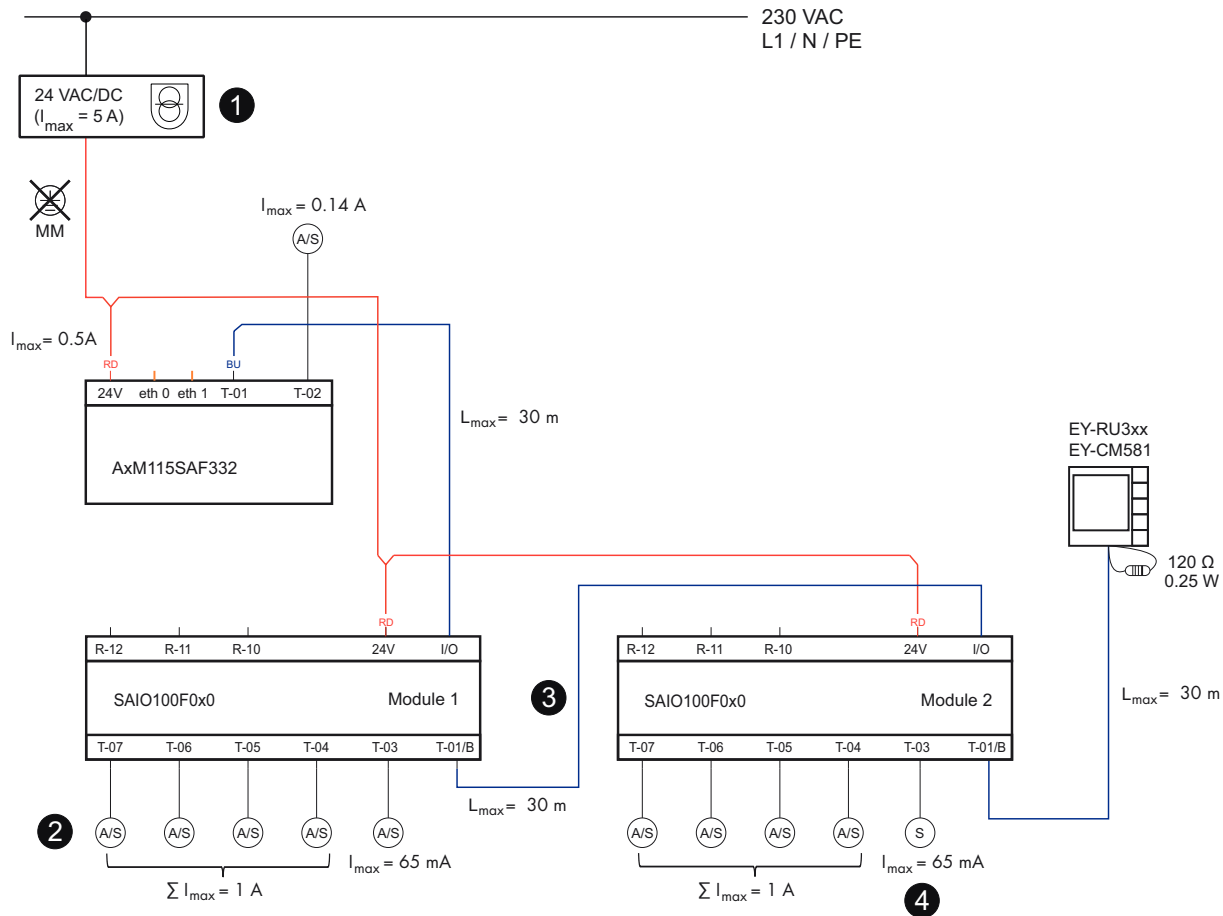 230 VAC
L1 / N / PE
24 VAC/DC
(Imax = 5 A)
1
MM
Imax = 0.14 A
A/S
Imax = 0.5A
RD
BU
24V eth 0 eth 1 T-01 T-02
AxM115SAF332
Lmax = 30 m
EY-RU3xx
EY-CM581
120 Ω
0.25 W
Lmax = 30 m
RD
R-12 R-11 R-10 24V I/O
SAIO100F0x0 Module 1
T-07 T-06 T-05 T-04 T-03 T-01/B
3
RD
R-12 R-11 R-10 24V I/O
SAIO100F0x0 Module 2
T-07 T-06 T-05 T-04 T-03 T-01/B
Lmax = 30 m
2
A/S A/S A/S A/S A/S
Imax = 65 mA
Σ Imax = 1 A
A/S A/S A/S A/S S
Imax = 65 mA
Σ Imax = 1 A
4